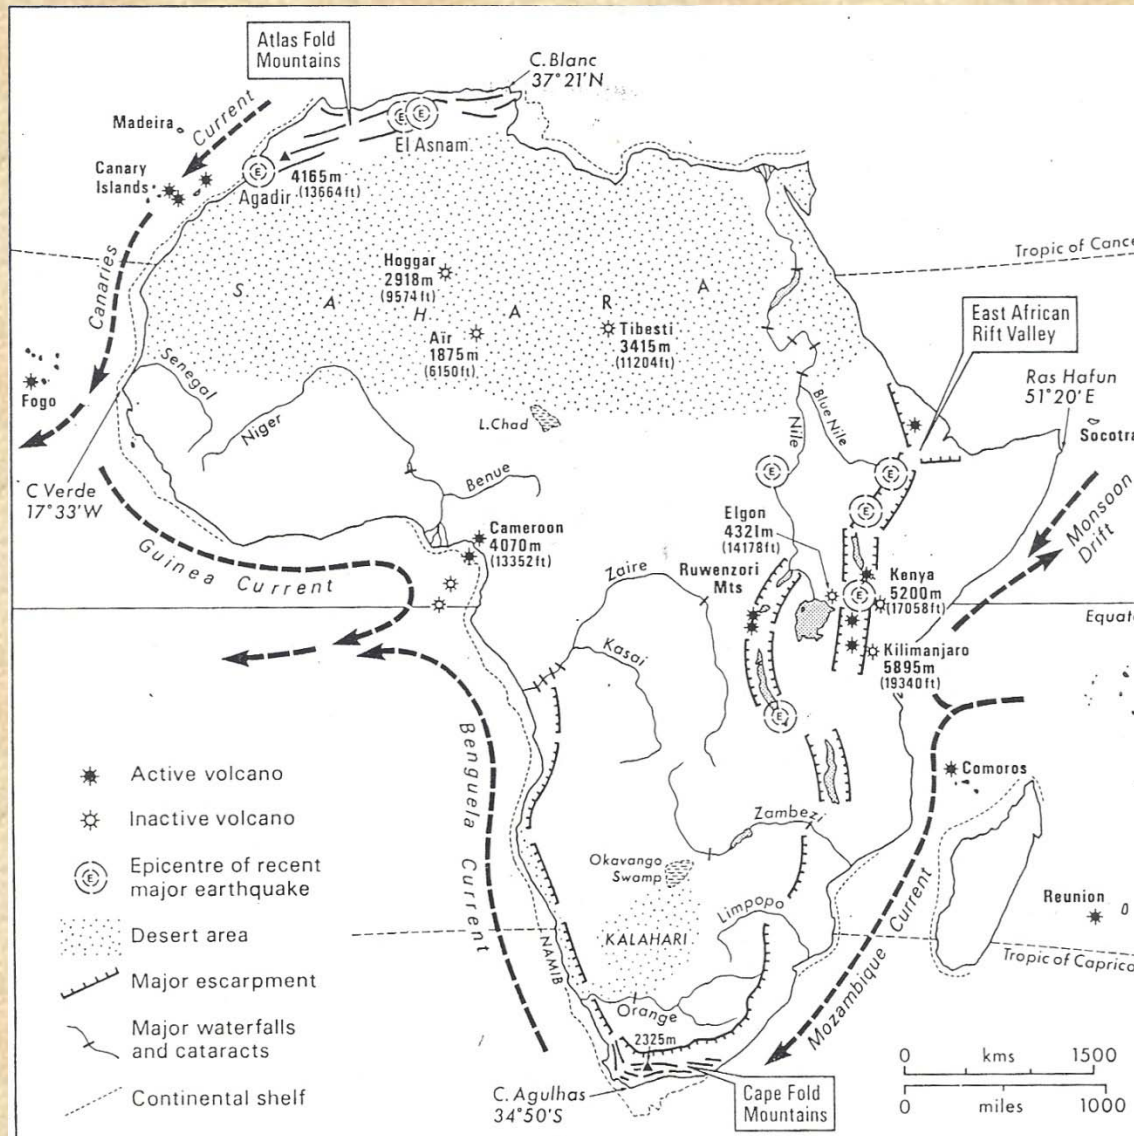 Atlas Fold
Mountains
C. Blanc
37°21'N
Madeira
Current
Canary
Islands
El Asnam
4165m
(13664ft)
Agadir
Canaries
Tropic of Cance
Hoggar
2918m
(9574ft)
S A H A R A
Aïr
1875m
(6150ft)
Tibesti
3415m
(11204ft)
East African
Rift Valley
Ras Hafun
51°20'E
Socotra
Fogo
Senegal
Niger
L.Chad
Nile
Blue Nile
Benue
C Verde
17°33'W
Guinea Current
Cameroon
4070m
(13352ft)
Elgon
4321m
(14178ft)
Monsoon
Drift
Zaire
Ruwenzori
Mts
Kenya
5200m
(17058ft)
Equato
Kasai
Kilimanjaro
5895m
(19340ft)
Benguela Current
Comoros
Zambezi
Okavango
Swamp
Limpopo
KALAHARI
NAMIB
Mozambique Current
Reunion
Tropic of Caprico
Orange
2325m
C. Agulhas
34°50'S
Cape Fold
Mountains
Active volcano
Inactive volcano
E
Epicentre of recent
major earthquake
Desert area
Major escarpment
Major waterfalls
and cataracts
Continental shelf
0 kms 1500
0 miles 1000